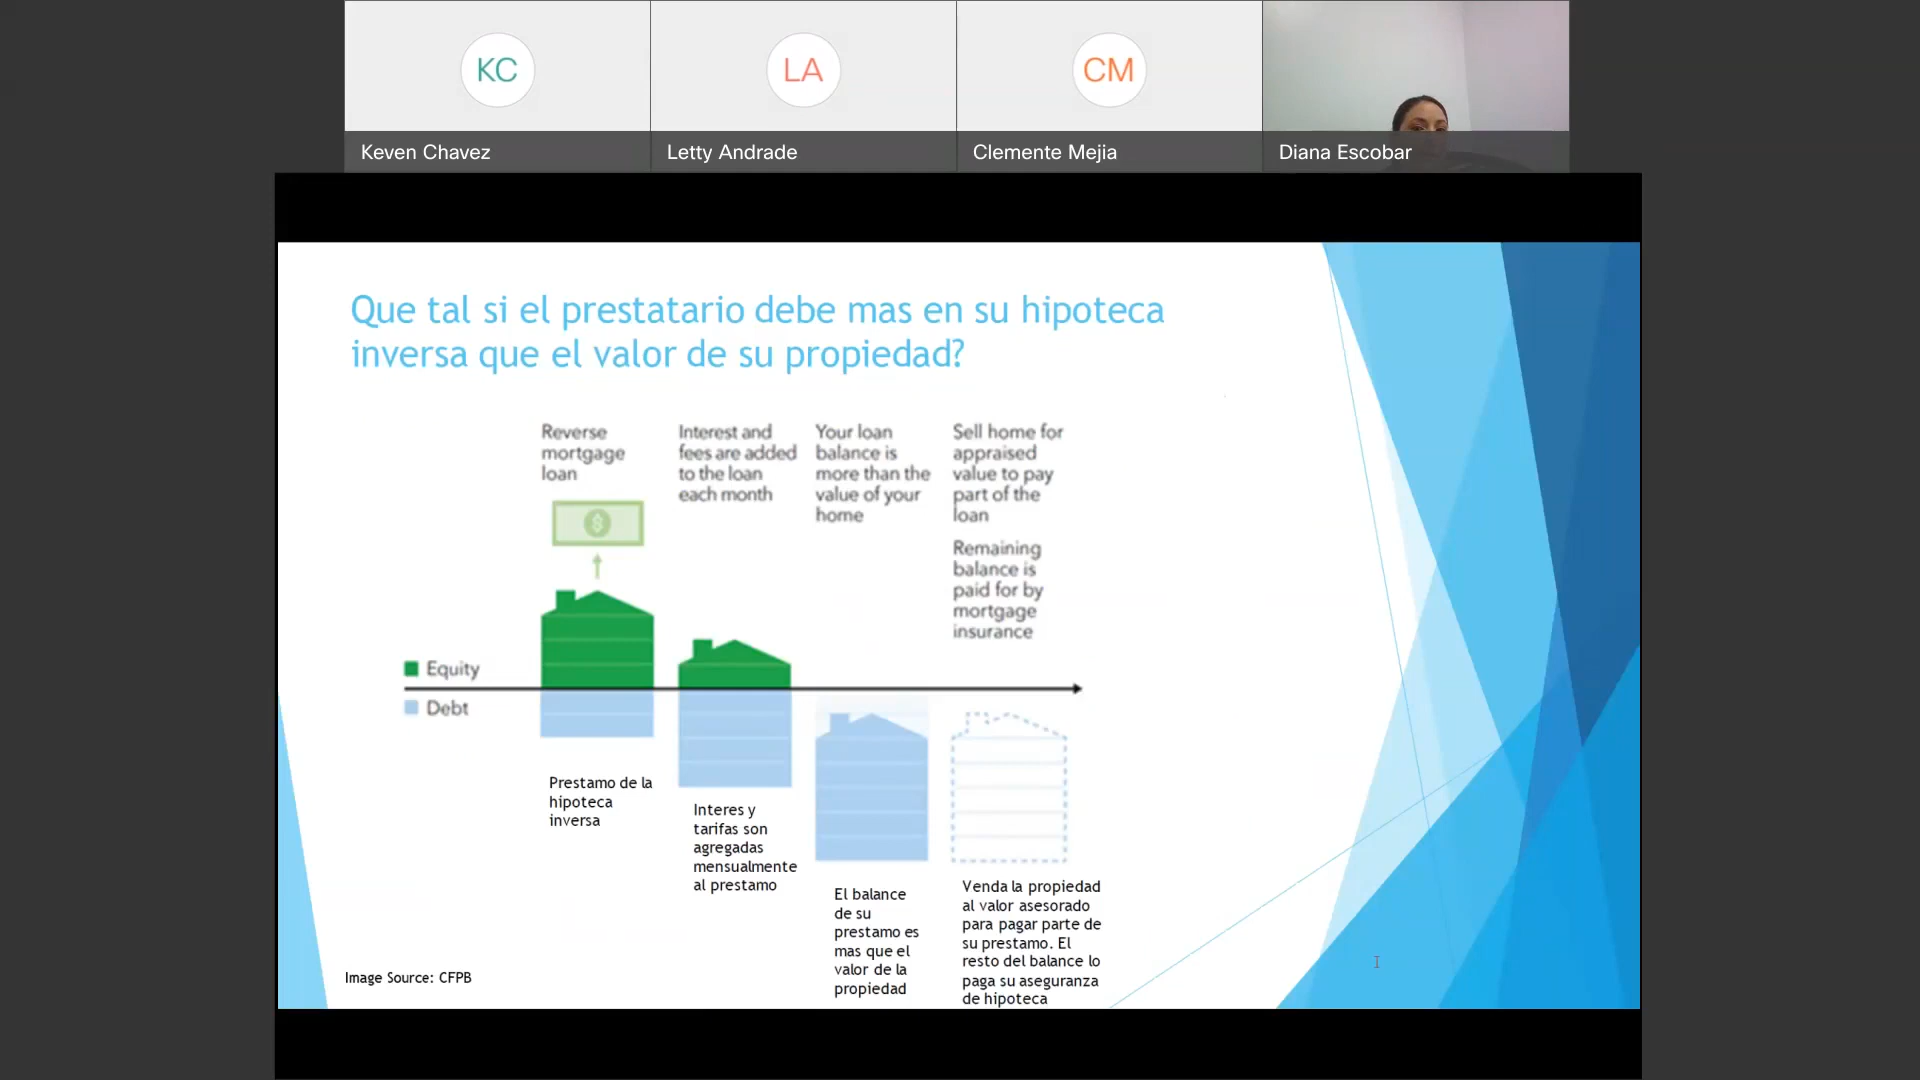 KC
LA
CM
Keven Chavez
Letty Andrade
Clemente Mejia
Diana Escobar
Que tal si el prestatario debe mas en su hipoteca
inversa que el valor de su propiedad?
Reverse
mortgage
loan
$
Interest and
fees are added
to the loan
each month
Your loan
balance is
more than the
value of your
home
Sell home for
appraised
value to pay
part of the
loan
Remaining
balance is
paid for by
mortgage
insurance
Equity
Debt
Prestamo de la
hipoteca
inversa
Interes y
tarifas son
agregadas
mensualmente
al prestamo
El balance
de su
prestamo es
mas que el
valor de la
propiedad
Venda la propiedad
al valor asesorado
para pagar parte de
su prestamo. El
resto del balance lo
paga su aseguranza
de hipoteca
Image Source: CFPB